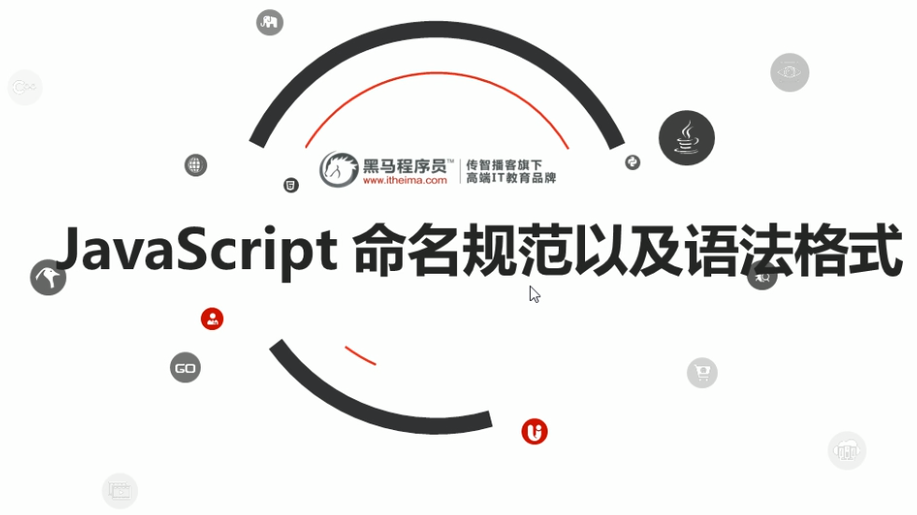 黑马程序员™
www.itheima.com
传智播客旗下
高端IT教育品牌
JavaScript 命名规范以及语法格式
GO